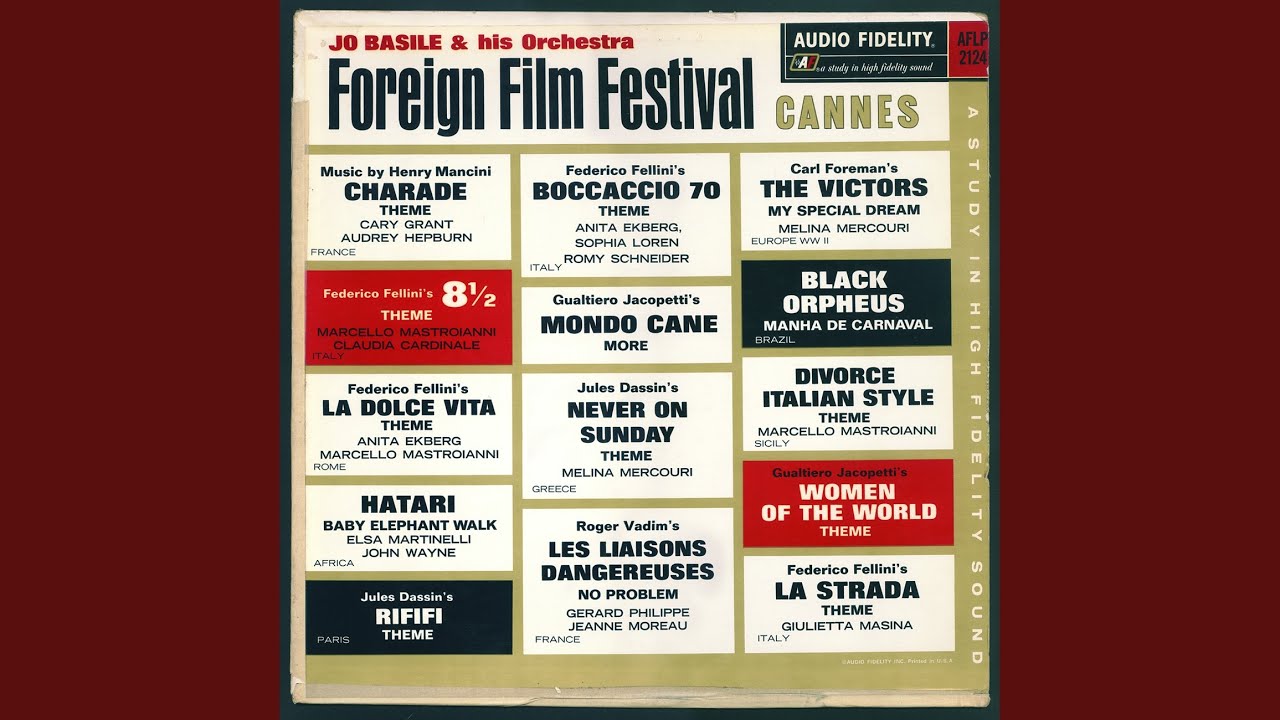 JO BASILE & his Orchestra
Foreign Film Festival CANNES
AUDIO FIDELITY®
AF ® a study in high fidelity sound
AFLP
2124
A STUDY IN HIGH FIDELITY SOUND
Music by Henry Mancini
CHARADE
THEME
CARY GRANT
AUDREY HEPBURN
FRANCE
Federico Fellini's 8½
THEME
MARCELLO MASTROIANNI
CLAUDIA CARDINALE
ITALY
Federico Fellini's
LA DOLCE VITA
THEME
ANITA EKBERG
MARCELLO MASTROIANNI
ROME
HATARI
BABY ELEPHANT WALK
ELSA MARTINELLI
JOHN WAYNE
AFRICA
Jules Dassin's
RIFIFI
THEME
PARIS
Federico Fellini's
BOCCACCIO 70
THEME
ANITA EKBERG,
SOPHIA LOREN
ROMY SCHNEIDER
ITALY
Gualtiero Jacopetti's
MONDO CANE
MORE
Jules Dassin's
NEVER ON
SUNDAY
THEME
MELINA MERCOURI
GREECE
Roger Vadim's
LES LIAISONS
DANGEREUSES
NO PROBLEM
GERARD PHILIPPE
JEANNE MOREAU
FRANCE
Carl Foreman's
THE VICTORS
MY SPECIAL DREAM
MELINA MERCOURI
EUROPE WW II
BLACK
ORPHEUS
MANHA DE CARNAVAL
BRAZIL
DIVORCE
ITALIAN STYLE
THEME
MARCELLO MASTROIANNI
SICILY
Gualtiero Jacopetti's
WOMEN
OF THE WORLD
THEME
Federico Fellini's
LA STRADA
THEME
GIULIETTA MASINA
ITALY
©AUDIO FIDELITY INC. Printed in U.S.A